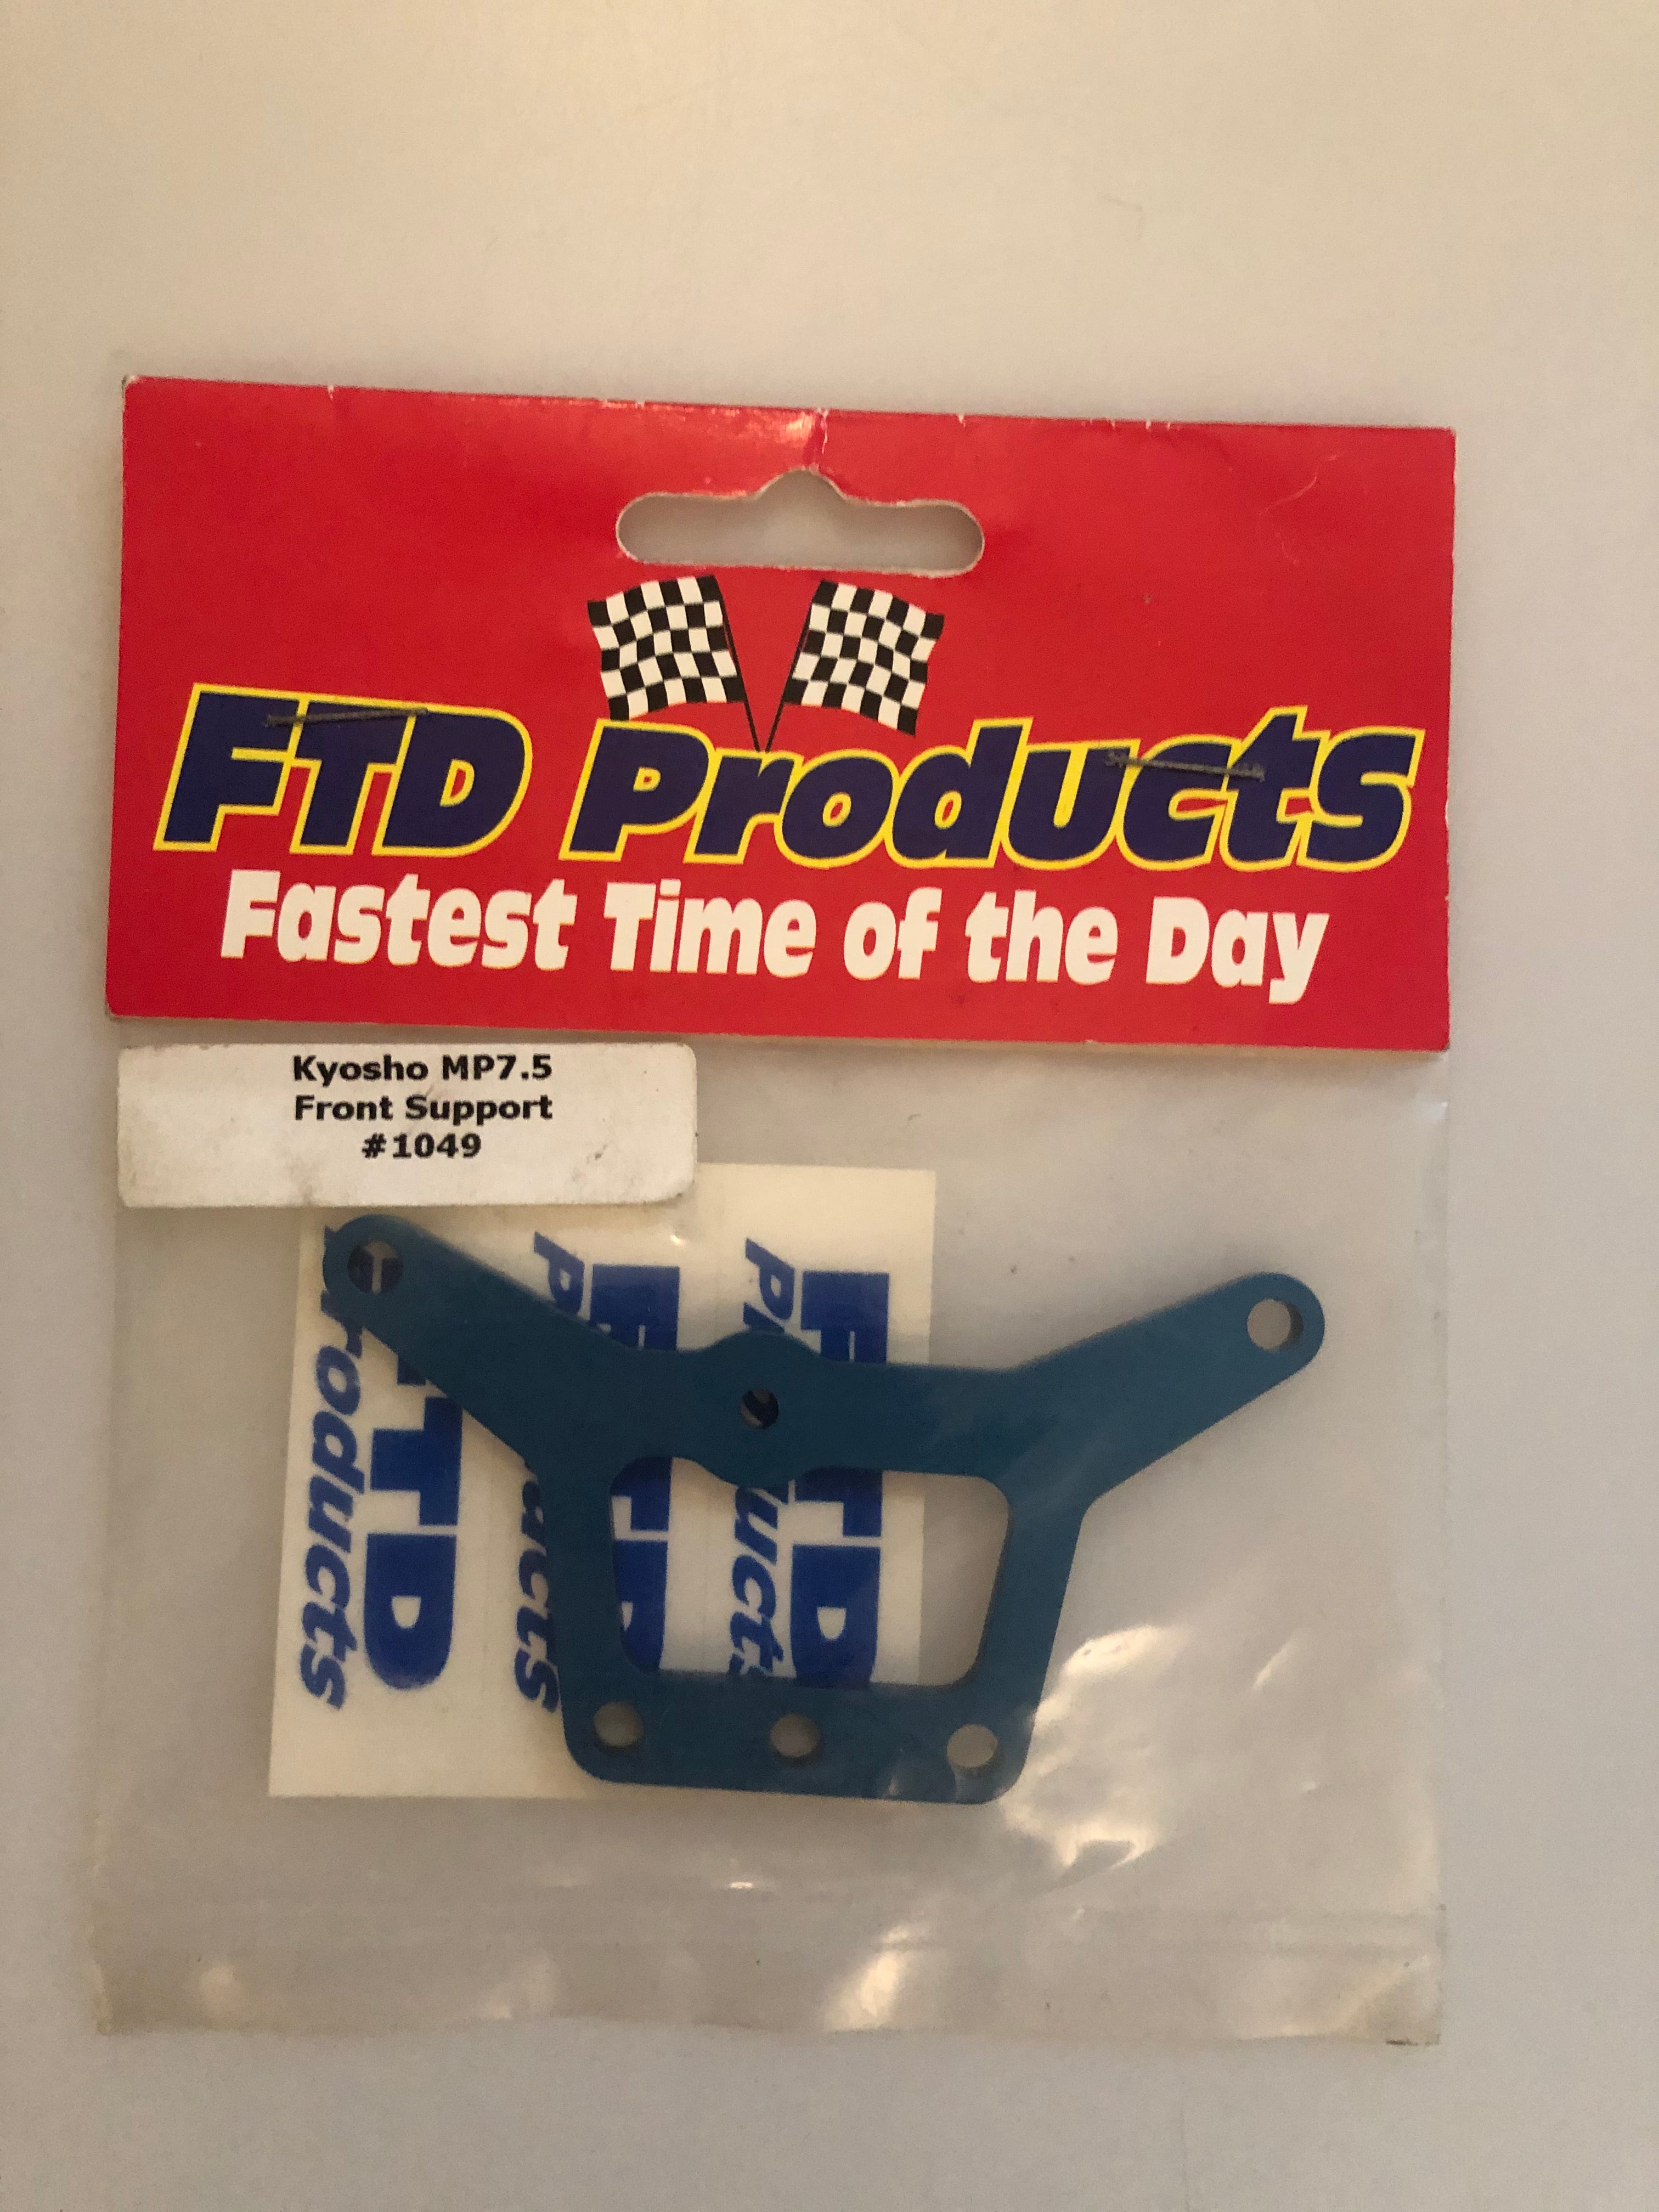 FTD Products
Fastest Time of the Day
Kyosho MP7.5
Front Support
#1049
FTD
Products
FTD
Products
FTD
Products